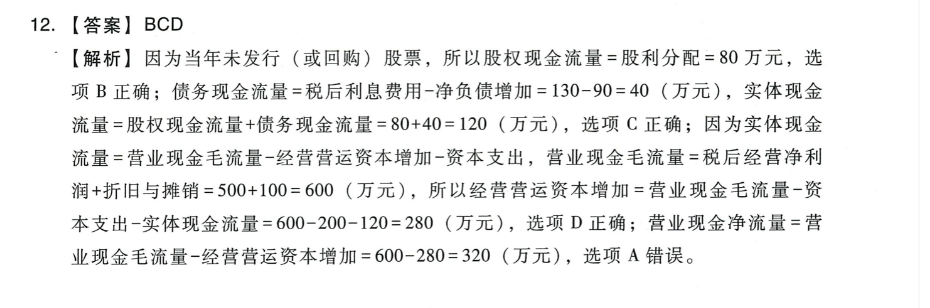 12. 【答案】BCD
【解析】因为当年未发行（或回购）股票，所以股权现金流量=股利分配=80 万元，选
项 B 正确；债务现金流量=税后利息费用-净负债增加=130-90=40（万元），实体现金
流量=股权现金流量+债务现金流量=80+40=120（万元），选项 C 正确；因为实体现金
流量=营业现金毛流量-经营营运资本增加-资本支出，营业现金毛流量=税后经营净利
润+折旧与摊销=500+100=600（万元），所以经营营运资本增加=营业现金毛流量-资
本支出-实体现金流量=600-200-120=280（万元），选项 D 正确；营业现金净流量=营
业现金毛流量-经营营运资本增加=600-280=320（万元），选项 A 错误。